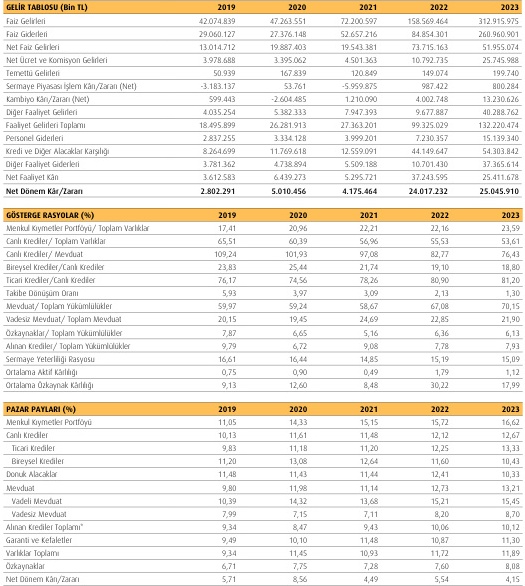 GELİR TABLOSU (Bin TL) 2019 2020 2021 2022 2023
Faiz Gelirleri 42.074.839 47.263.551 72.200.597 158.569.464 312.915.975
Faiz Giderleri 29.060.127 27.376.148 52.657.216 84.854.301 260.960.901
Net Faiz Gelirleri 13.014.712 19.887.403 19.543.381 73.715.163 51.955.074
Net Ücret ve Komisyon Gelirleri 3.978.688 3.395.062 4.501.363 10.792.735 25.745.988
Temettü Gelirleri 50.939 167.839 120.849 149.074 199.740
Sermaye Piyasası İşlem Kârı/Zararı (Net) -3.183.137 53.761 -5.959.875 987.422 800.284
Kambiyo Kârı/Zararı (Net) 599.443 -2.604.485 1.210.090 4.002.748 13.230.626
Diğer Faaliyet Gelirleri 4.035.254 5.382.333 7.947.393 9.677.887 40.288.762
Faaliyet Gelirleri Toplamı 18.495.899 26.281.913 27.363.201 99.325.029 132.220.474
Personel Giderleri 2.837.255 3.334.128 3.999.201 7.230.357 15.139.340
Kredi ve Diğer Alacaklar Karşılığı 8.264.699 11.769.618 12.559.091 44.149.647 54.303.842
Diğer Faaliyet Giderleri 3.781.362 4.738.894 5.509.188 10.701.430 37.365.614
Net Faaliyet Kârı 3.612.583 6.439.273 5.295.721 37.243.595 25.411.678
Net Dönem Kâr/Zararı 2.802.291 5.010.456 4.175.464 24.017.232 25.045.910
GÖSTERGE RASYOLAR (%) 2019 2020 2021 2022 2023
Menkul Kıymetler Portföyü/ Toplam Varlıklar 17,41 20,96 22,21 22,16 23,59
Canlı Krediler/ Toplam Varlıklar 65,51 60,39 56,96 55,53 53,61
Canlı Krediler/ Mevduat 109,24 101,93 97,08 82,77 76,43
Bireysel Krediler/Canlı Krediler 23,83 25,44 21,74 19,10 18,80
Ticari Krediler/Canlı Krediler 76,17 74,56 78,26 80,90 81,20
Takibe Dönüşüm Oranı 5,93 3,97 3,09 2,13 1,30
Mevduat/ Toplam Yükümlülükler 59,97 59,24 58,67 67,08 70,15
Vadesiz Mevduat/ Toplam Mevduat 20,15 19,45 24,69 22,85 21,90
Özkaynaklar/ Toplam Yükümlülükler 7,87 6,65 5,16 6,36 6,13
Alınan Krediler/ Toplam Yükümlülükler 9,79 6,72 9,08 7,78 7,93
Sermaye Yeterliliği Rasyosu 16,61 16,44 14,85 15,19 15,09
Ortalama Aktif Kârlılığı 0,75 0,90 0,49 1,79 1,12
Ortalama Özkaynak Kârlılığı 9,13 12,60 8,48 30,22 17,99
PAZAR PAYLARI (%) 2019 2020 2021 2022 2023
Menkul Kıymetler Portföyü 11,05 14,33 15,15 15,72 16,62
Canlı Krediler 10,13 11,61 11,48 12,12 12,67
Ticari Krediler 9,83 11,18 11,20 12,25 13,33
Bireysel Krediler 11,20 13,08 12,64 11,60 10,43
Donuk Alacaklar 11,48 11,43 11,44 12,41 10,33
Mevduat 9,80 11,98 11,14 12,73 13,21
Vadeli Mevduat 10,39 14,32 13,68 15,21 15,45
Vadesiz Mevduat 7,99 7,15 7,11 8,20 8,70
Alınan Krediler Toplamı* 9,34 8,47 9,43 10,06 10,12
Garanti ve Kefaletler 9,49 10,10 11,48 10,87 11,30
Varlıklar Toplamı 9,34 11,45 10,93 11,72 11,89
Özkaynaklar 6,71 7,75 7,28 7,60 8,08
Net Dönem Kârı/Zararı 5,71 8,56 4,49 5,54 4,15